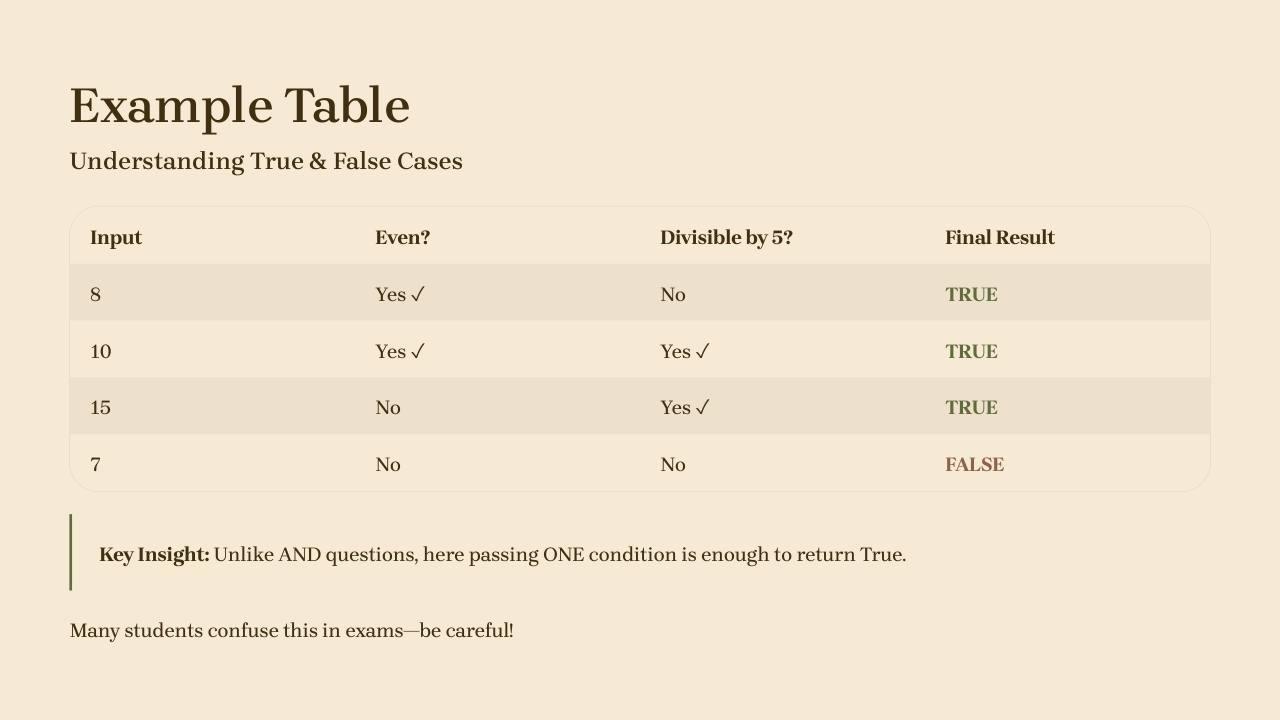 Example Table
Understanding True & False Cases
Input Even? Divisible by 5? Final Result
8 Yes ✓ No TRUE
10 Yes ✓ Yes ✓ TRUE
15 No Yes ✓ TRUE
7 No No FALSE
Key Insight: Unlike AND questions, here passing ONE condition is enough to return True.
Many students confuse this in exams—be careful!